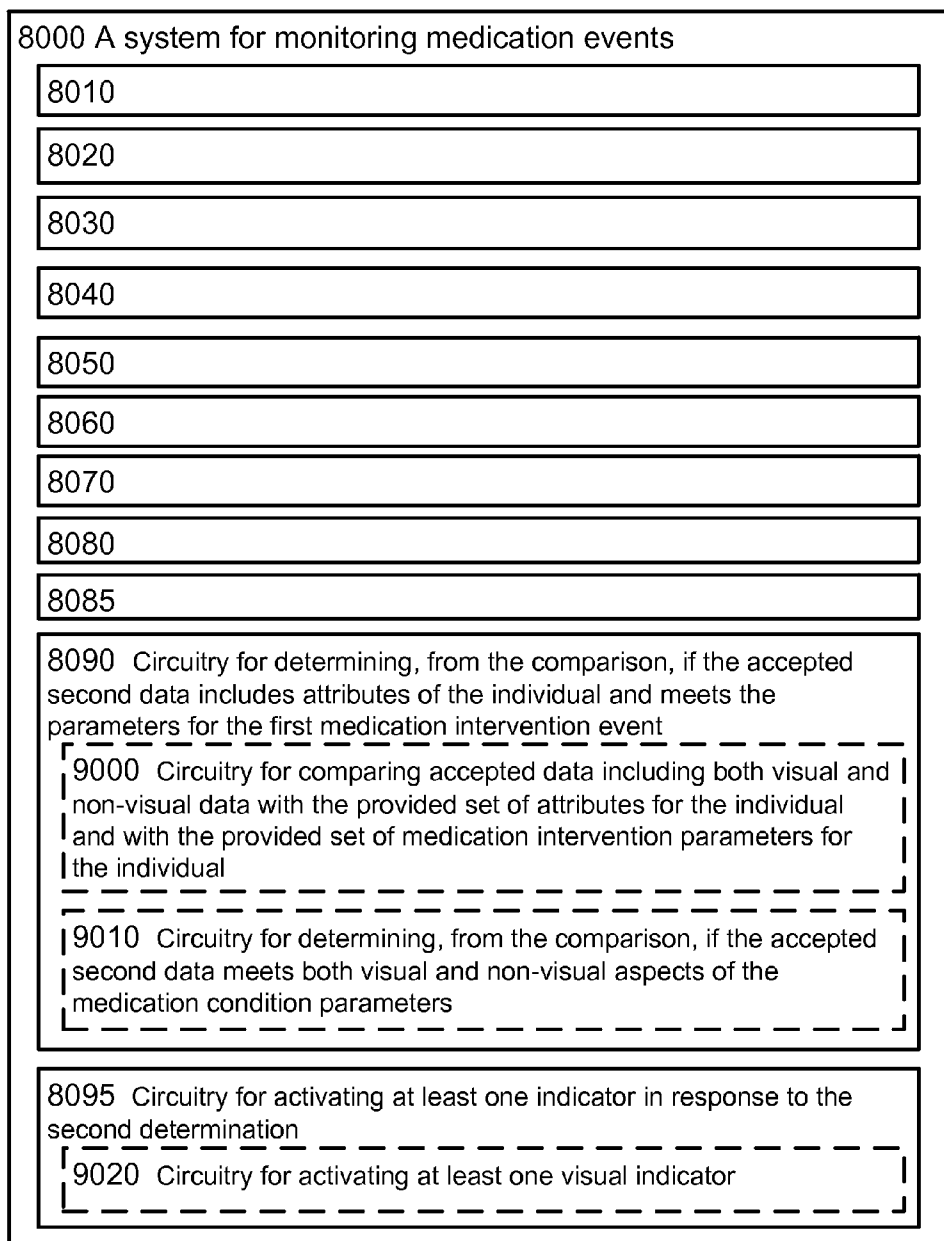 8000 A system for monitoring medication events
8010
8020
8030
8040
8050
8060
8070
8080
8085
8090 Circuitry for determining, from the comparison, if the accepted
second data includes attributes of the individual and meets the
parameters for the first medication intervention event
9000 Circuitry for comparing accepted data including both visual and
non-visual data with the provided set of attributes for the individual
and with the provided set of medication intervention parameters for
the individual
9010 Circuitry for determining, from the comparison, if the accepted
second data meets both visual and non-visual aspects of the
medication condition parameters
8095 Circuitry for activating at least one indicator in response to the
second determination
9020 Circuitry for activating at least one visual indicator